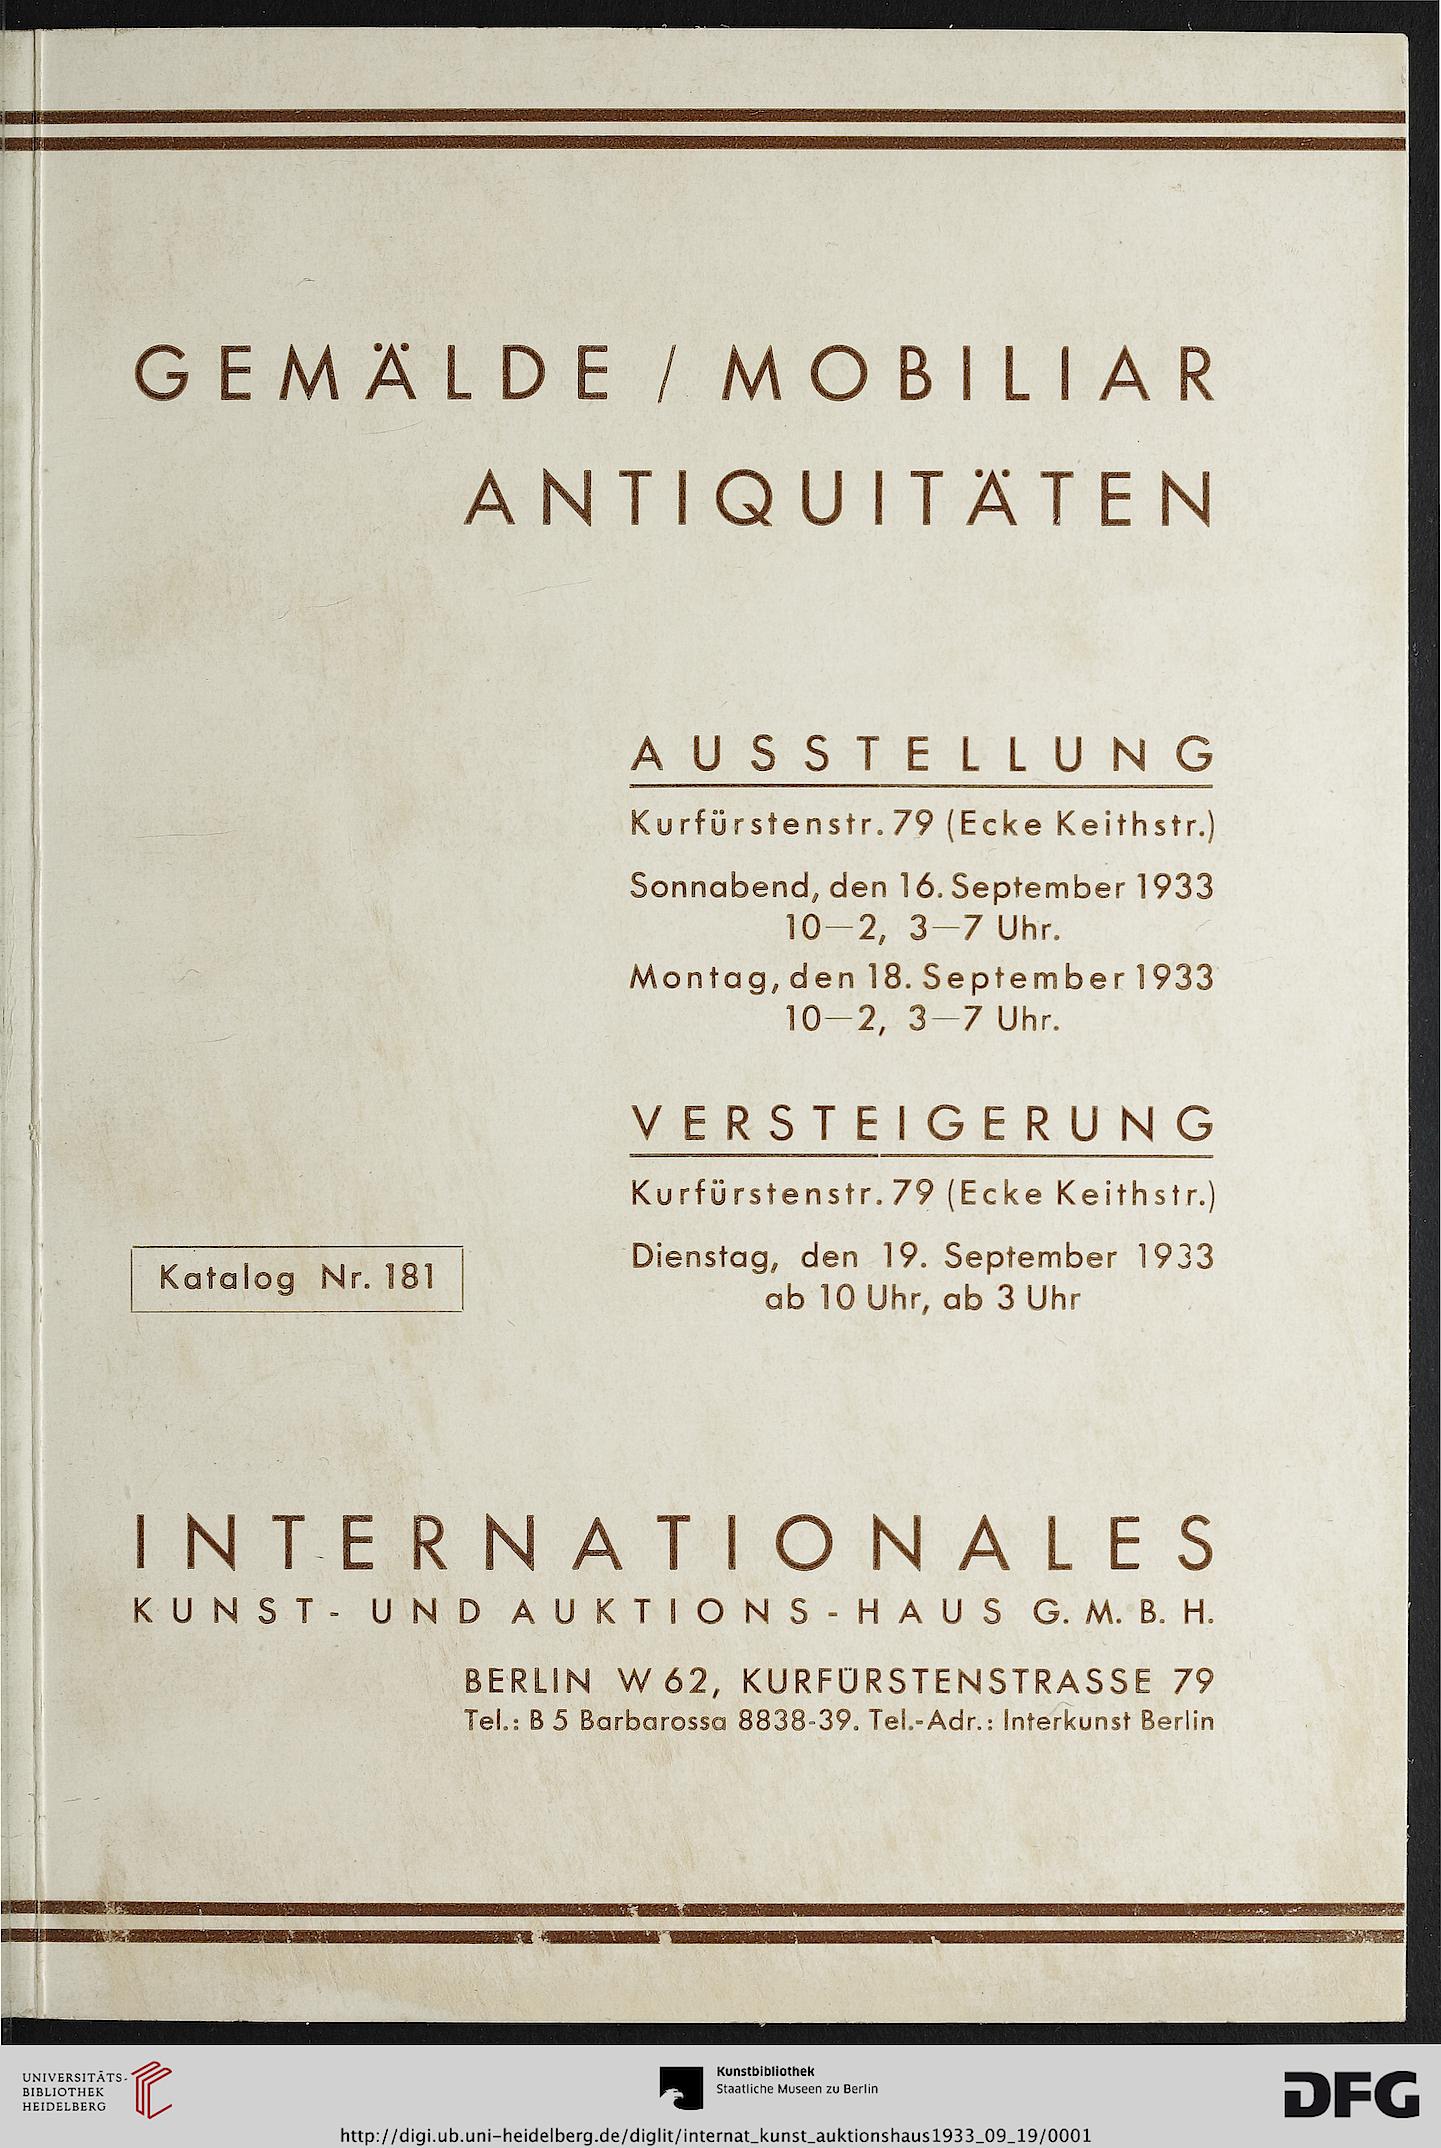 GEMÄLDE / MOBILIAR
ANTIQUITÄTEN
AUSSTELLUNG
Kurfürstenstr. 79 (Ecke Keithstr.)
Sonnabend, den 16. September 1933
10—2, 3—7 Uhr.
Montag, den 18. September 1933
10—2, 3—7 Uhr.
VERSTEIGERUNG
Kurfürstenstr. 79 (Ecke Keithstr.)
Dienstag, den 19. September 1933
ab 10 Uhr, ab 3 Uhr
Katalog Nr. 181
INTERNATIONALES
KUNST- UND AUKTIONS-HAUS G. M. B. H.
BERLIN W 62, KURFÜRSTENSTRASSE 79
Tel.: B 5 Barbarossa 8838-39. Tel.-Adr.: Interkunst Berlin
UNIVERSITÄTS-
BIBLIOTHEK
HEIDELBERG
Kunstbibliothek
Staatliche Museen zu Berlin
DFG
http://digi.ub.uni-heidelberg.de/diglit/internat_kunst_auktionshaus1933_09_19/0001